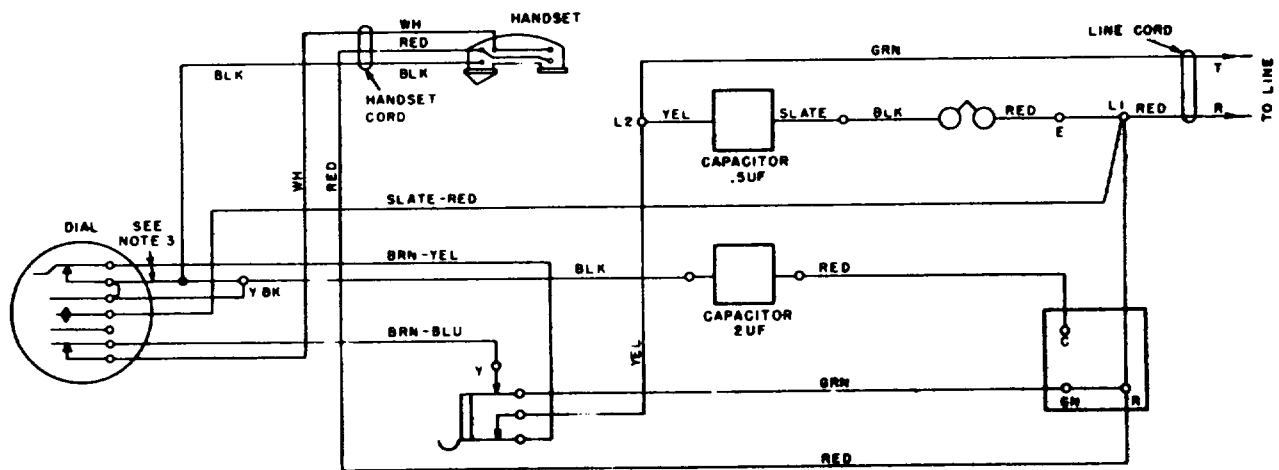 WH
HANDSET
RED
BLK
BLK
HANDSET
CORD
WH
RED
GRN
LINE CORD
T
TO LINE
L2
YEL
SLATE
BLK
RED
E
L1
RED
R
CAPACITOR
.5UF
SLATE-RED
DIAL
SEE
NOTE 3
BRN-YEL
Y BK
BLK
RED
CAPACITOR
2UF
BRN-BLU
YEL
C
Y
GRN
GN
R
RED